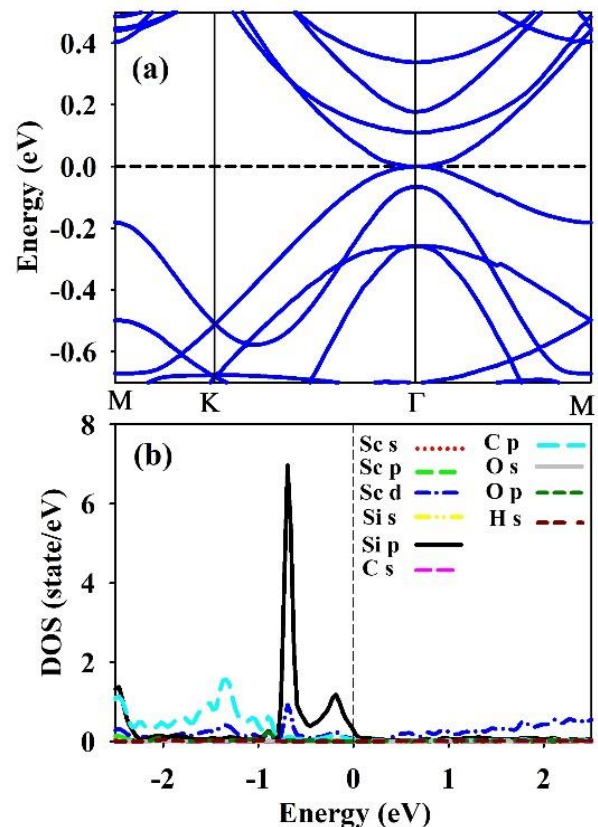 (a)
0.4
0.2
0.0
-0.2
-0.4
-0.6
Energy (eV)
M K Γ M
(b)
8
6
4
2
0
DOS (state/eV)
Sc s
Sc p
Sc d
Si s
Si p
C s
C p
O s
O p
H s
-2 -1 0 1 2
Energy (eV)